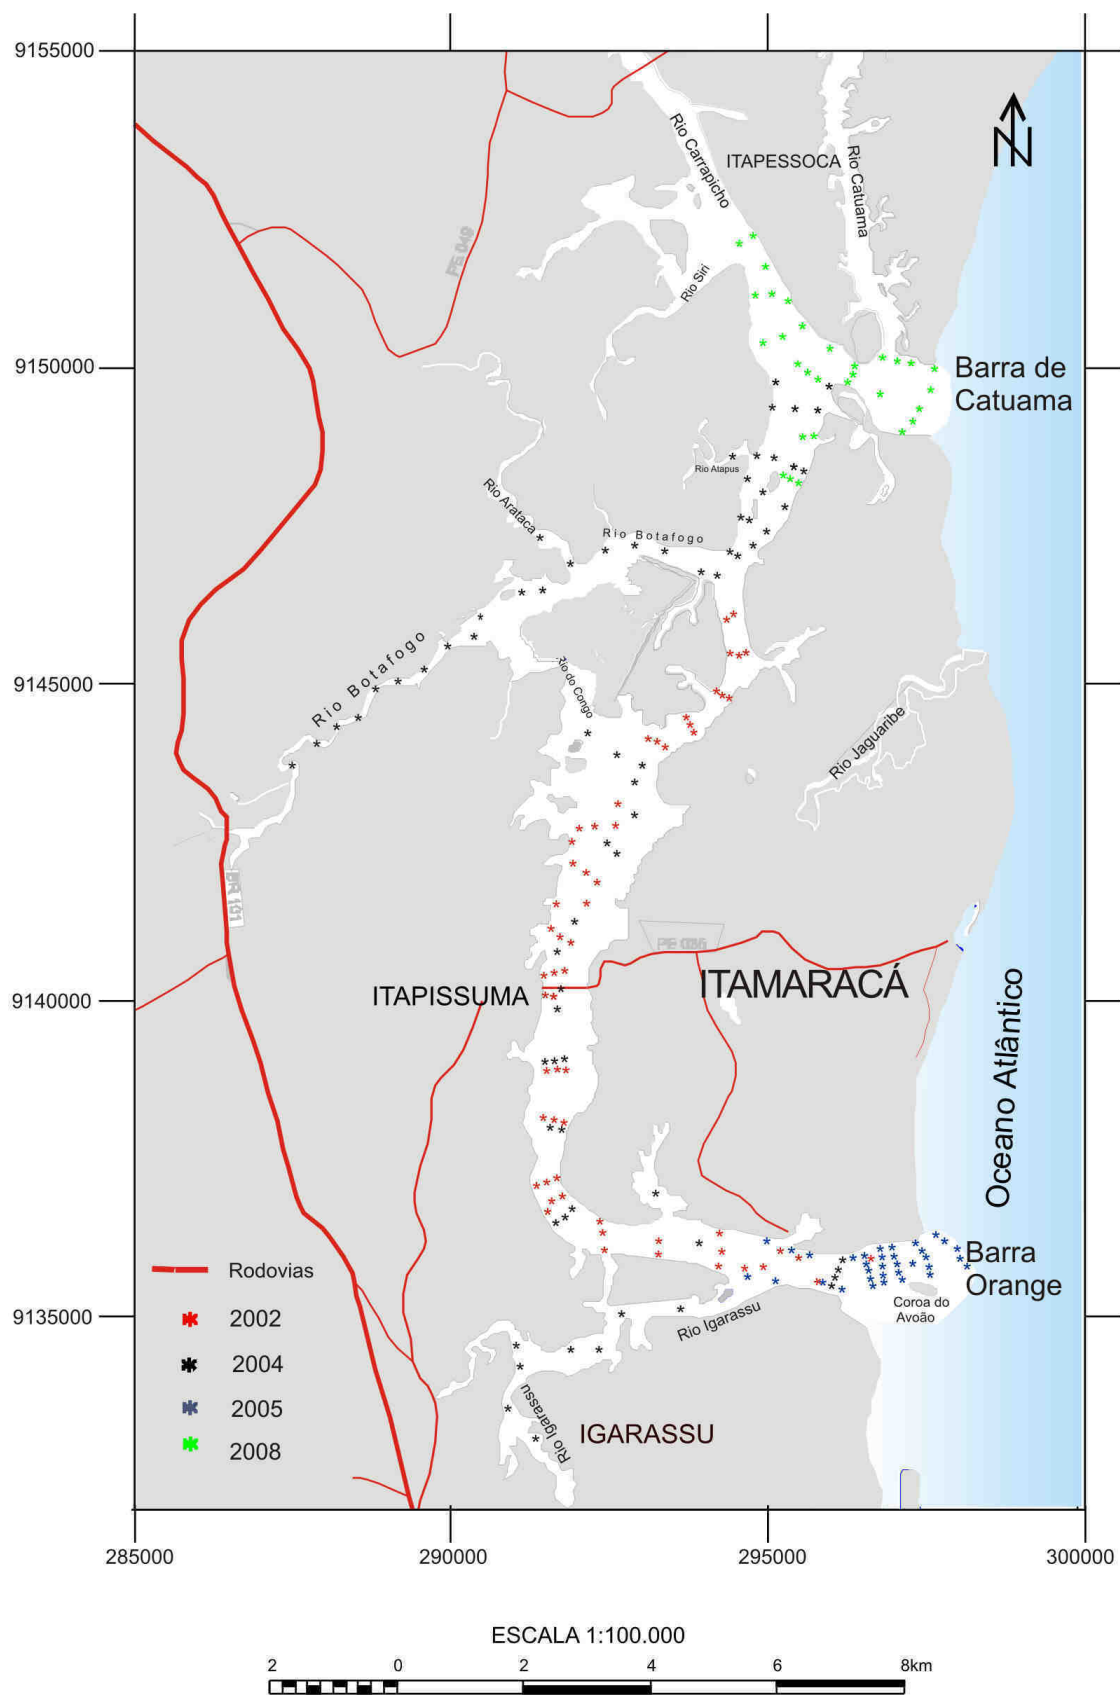 9155000
N
Rio Carrapicho
ITAPESSOCA
Rio Catuama
PE 049
Rio Siri
9150000
Barra de
Catuama
Rio Atapus
Rio Arataca
Rio Botafogo
Rio Botafogo
9145000
Rio do Congo
Rio Jaguaribe
BR 101
PE 035
ITAMARACÁ
ITAPISSUMA
9140000
Oceano Atlântico
Barra
Orange
Rodovias
Coroa do
Avoão
2002
9135000
Rio Igarassu
2004
2005
Rio Igarassu
IGARASSU
2008
285000
290000
295000
300000
ESCALA 1:100.000
2 0 2 4 6 8km